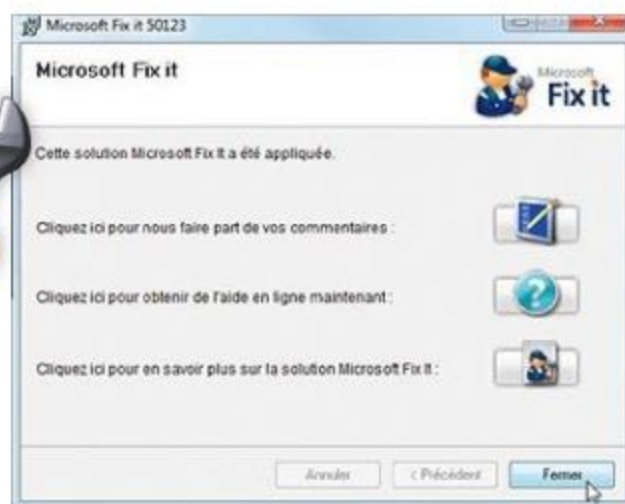 Microsoft Fix it 50123
Microsoft Fix it
Microsoft
Fix it
Cette solution Microsoft Fix It a été appliquée.
Cliquez ici pour nous faire part de vos commentaires :
Cliquez ici pour obtenir de l'aide en ligne maintenant :
Cliquez ici pour en savoir plus sur la solution Microsoft Fix It :
Annuler
< Précédent
Fermer